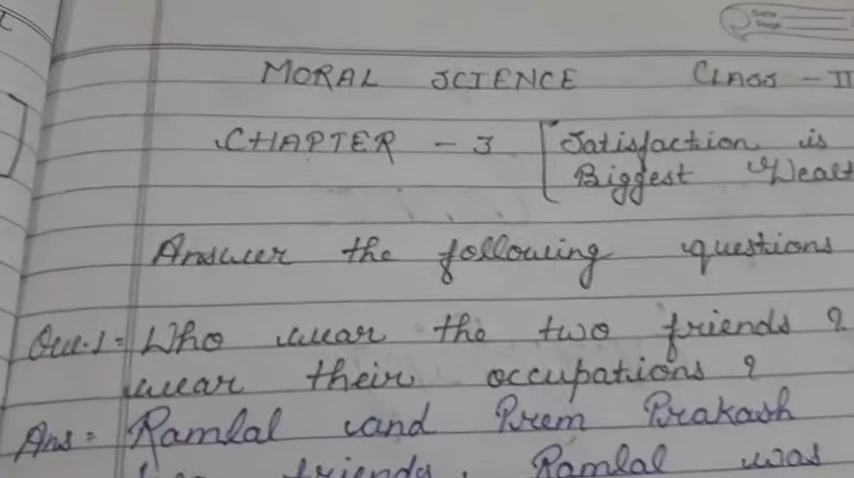 MORAL SCIENCE CLASS - II
CHAPTER - 3 [Satisfaction is
Biggest Wealt
Answer the following questions
Que.1= Who wear the two friends ?
wear their occupations ?
Ans= Ramlal and Prem Prakash
friends. Ramlal was